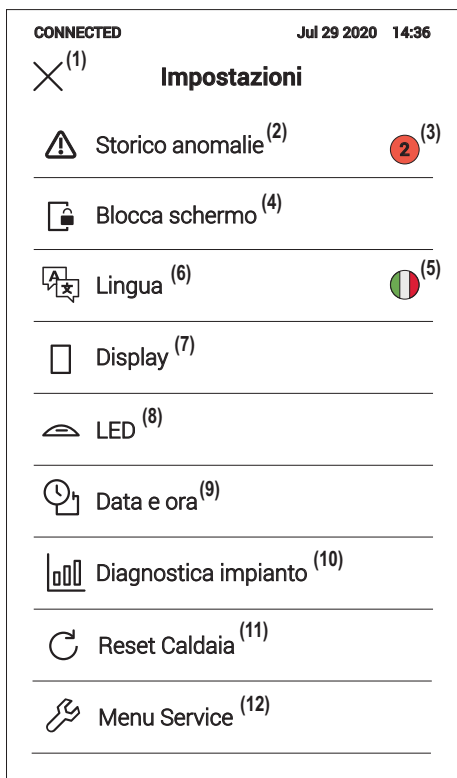 CONNECTED Jul 29 2020 14:36
(1) Impostazioni
Storico anomalie (2) 2 (3)
Blocca schermo (4)
A Lingua (6) (5)
Display (7)
LED (8)
Data e ora (9)
Diagnostica impianto (10)
Reset Caldaia (11)
Menu Service (12)